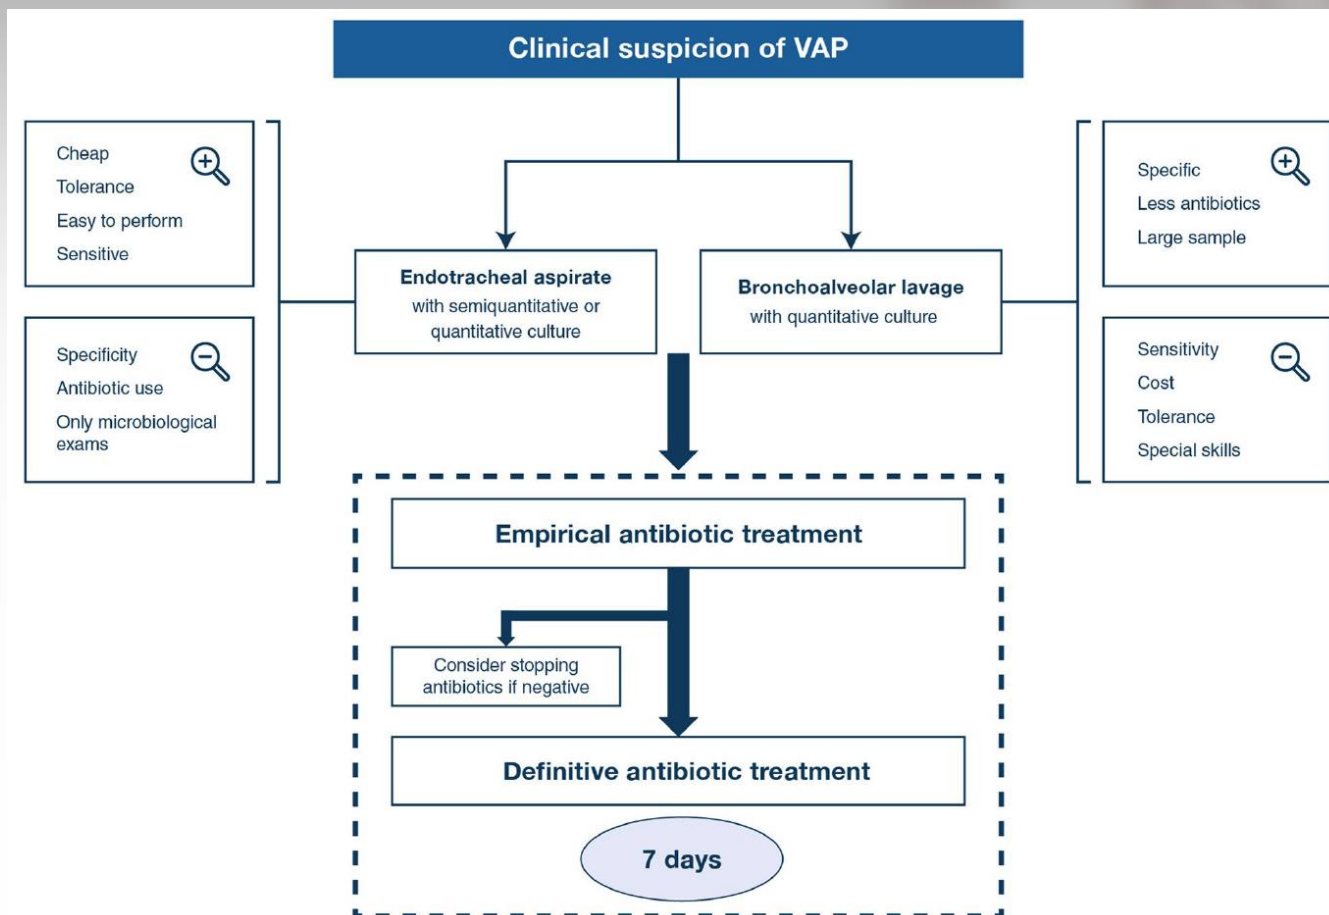 Clinical suspicion of VAP
Cheap
Tolerance
Easy to perform
Sensitive
Specificity
Antibiotic use
Only microbiological
exams
Endotracheal aspirate
with semiquantitative or
quantitative culture
Bronchoalveolar lavage
with quantitative culture
Specific
Less antibiotics
Large sample
Sensitivity
Cost
Tolerance
Special skills
Empirical antibiotic treatment
Consider stopping
antibiotics if negative
Definitive antibiotic treatment
7 days